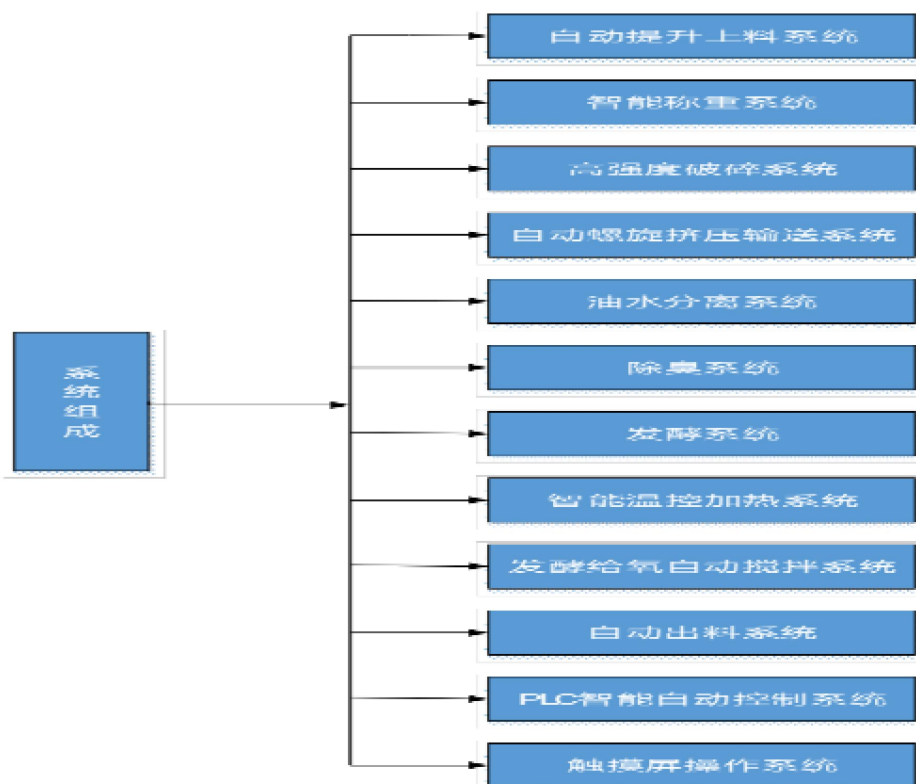 自动提升上料系统
智能称重系统
高强度破碎系统
自动螺旋挤压输送系统
油水分离系统
系统组成
除臭系统
发酵系统
智能温控加热系统
发酵给氧自动搅拌系统
自动出料系统
PLC智能自动控制系统
触摸屏操作系统